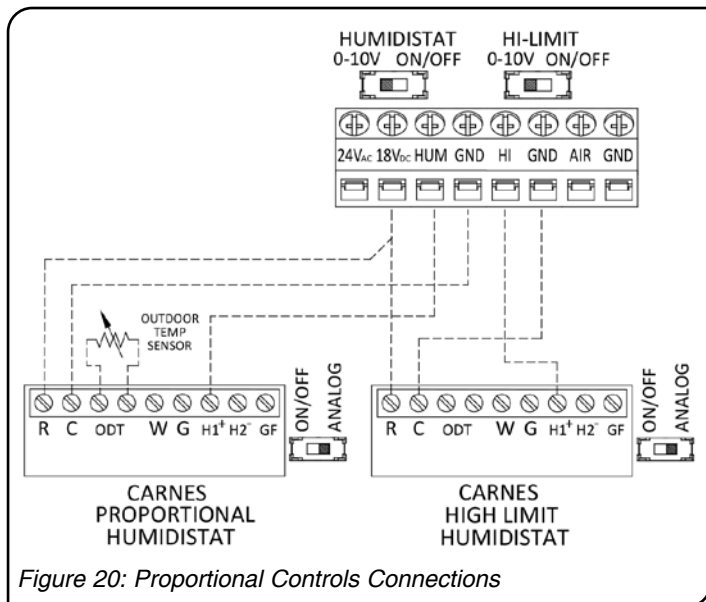 HUMIDISTAT HI-LIMIT
0-10V ON/OFF 0-10V ON/OFF
24VAC 18VDC HUM GND HI GND AIR GND
OUTDOOR
TEMP
SENSOR
R C ODT W G H1+ H2- GF
ON/OFF
ANALOG
R C ODT W G H1+ H2- GF
ON/OFF
ANALOG
CARNES
PROPORTIONAL
HUMIDISTAT
CARNES
HIGH LIMIT
HUMIDISTAT
Figure 20: Proportional Controls Connections